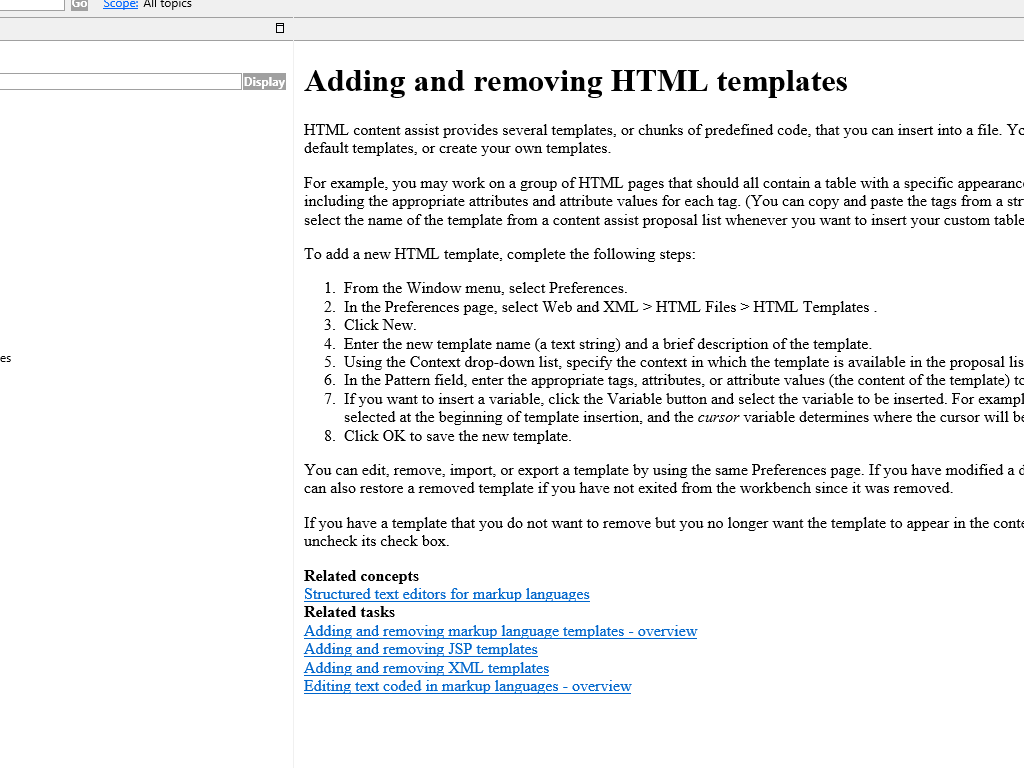 Go Scope: All topics
Display
es
Adding and removing HTML templates
HTML content assist provides several templates, or chunks of predefined code, that you can insert into a file.
default templates, or create your own templates.
For example, you may work on a group of HTML pages that should all contain a table with a specific
including the appropriate attributes and attribute values for each tag. (You can copy and paste the tags from a
select the name of the template from a content assist proposal list whenever you want to insert your custom table
To add a new HTML template, complete the following steps:
1. From the Window menu, select Preferences.
2. In the Preferences page, select Web and XML > HTML Files > HTML Templates .
3. Click New.
4. Enter the new template name (a text string) and a brief description of the template.
5. Using the Context drop-down list, specify the context in which the template is available in the proposal
6. In the Pattern field, enter the appropriate tags, attributes, or attribute values (the content of the template)
7. If you want to insert a variable, click the Variable button and select the variable to be inserted. For
selected at the beginning of template insertion, and the cursor variable determines where the cursor will
8. Click OK to save the new template.
You can edit, remove, import, or export a template by using the same Preferences page. If you have modified a
can also restore a removed template if you have not exited from the workbench since it was removed.
If you have a template that you do not want to remove but you no longer want the template to appear in the
uncheck its check box.
Related concepts
Structured text editors for markup languages
Related tasks
Adding and removing markup language templates - overview
Adding and removing JSP templates
Adding and removing XML templates
Editing text coded in markup languages - overview